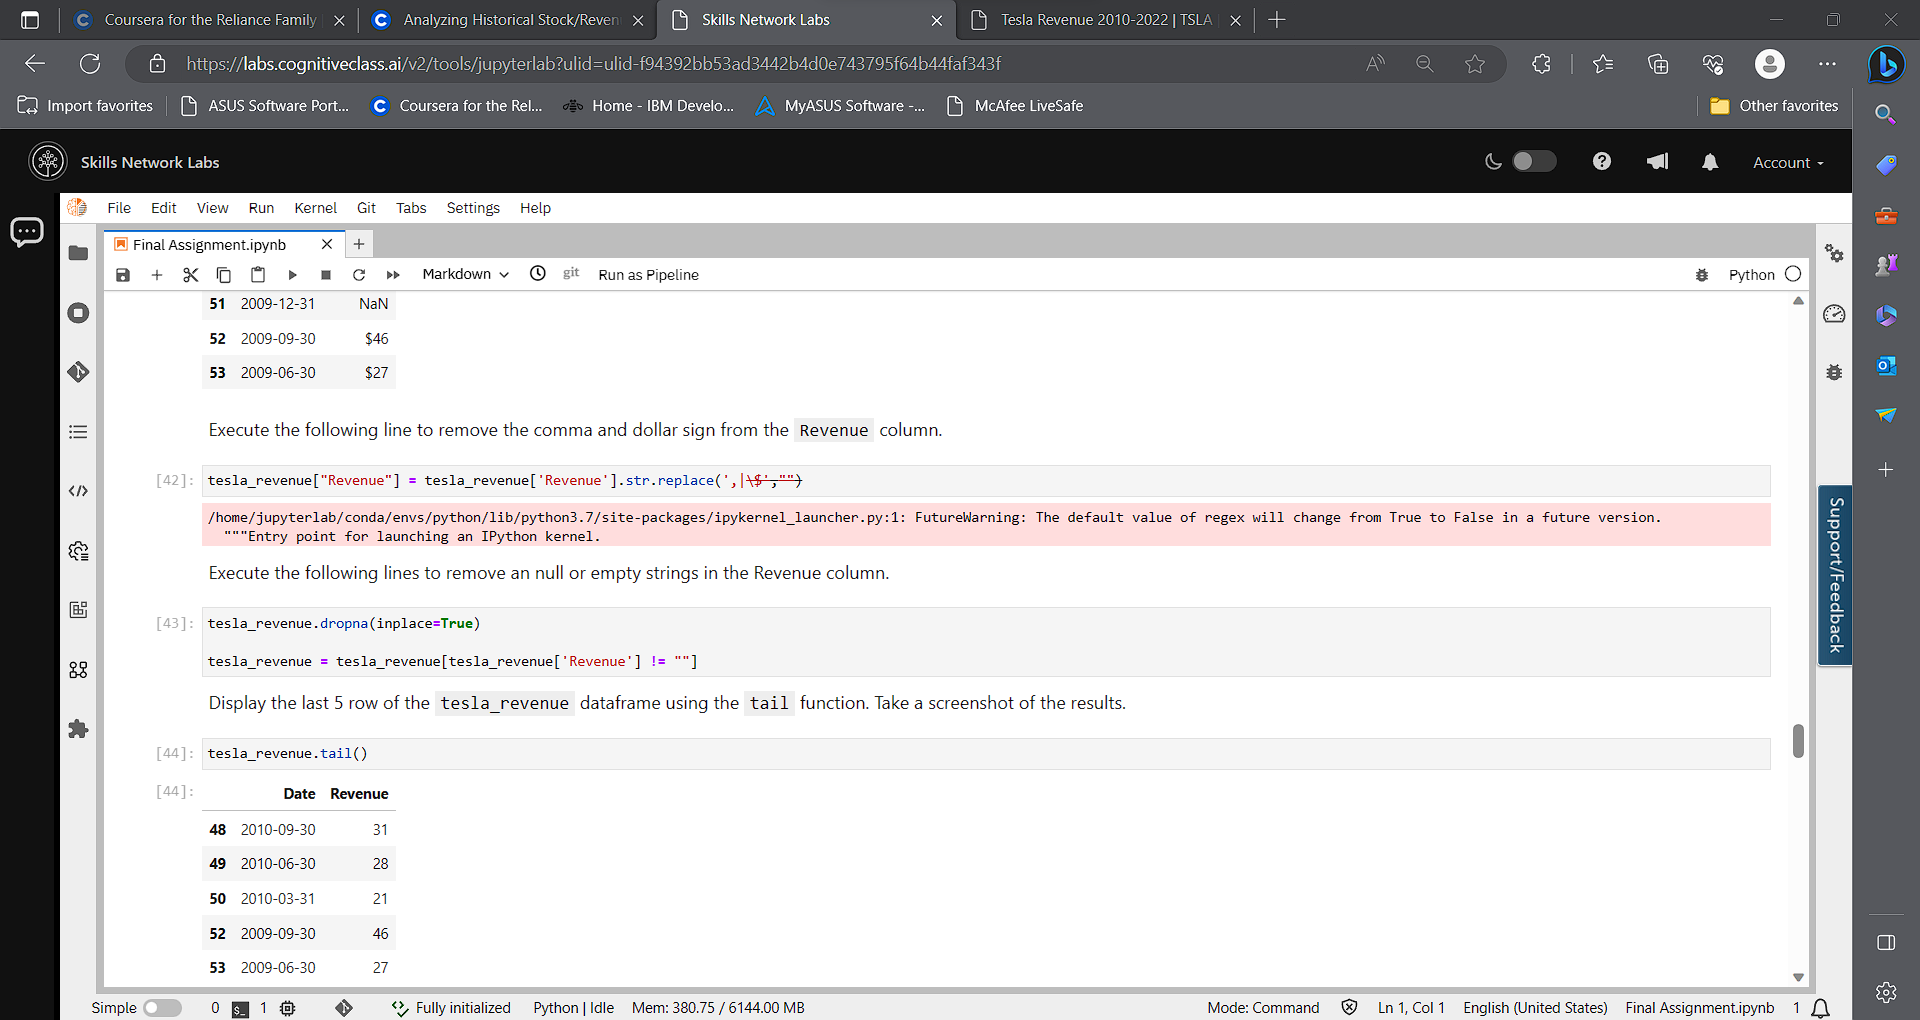 Coursera for the Reliance Family
Analyzing Historical Stock/Reven
Skills Network Labs
Tesla Revenue 2010-2022 | TSLA
https://labs.cognitiveclass.ai/v2/tools/jupyterlab?ulid=ulid-f94392bb53ad3442b4d0e743795f64b44faf343f
Import favorites
ASUS Software Port...
Coursera for the Rel...
Home - IBM Develo...
MyASUS Software -...
McAfee LiveSafe
Other favorites
Skills Network Labs
Account
File Edit View Run Kernel Git Tabs Settings Help
Final Assignment.ipynb
Markdown
git
Run as Pipeline
Python
51 2009-12-31 NaN
52 2009-09-30 $46
53 2009-06-30 $27
Execute the following line to remove the comma and dollar sign from the Revenue column.
[42]: tesla_revenue["Revenue"] = tesla_revenue['Revenue'].str.replace(',|\$',"")
/home/jupyterlab/conda/envs/python/lib/python3.7/site-packages/ipykernel_launcher.py:1: FutureWarning: The default value of regex will change from True to False in a future version.
"""Entry point for launching an IPython kernel.
Execute the following lines to remove an null or empty strings in the Revenue column.
[43]: tesla_revenue.dropna(inplace=True)
tesla_revenue = tesla_revenue[tesla_revenue['Revenue'] != ""]
Display the last 5 row of the tesla_revenue dataframe using the tail function. Take a screenshot of the results.
[44]: tesla_revenue.tail()
[44]: Date Revenue
48 2010-09-30 31
49 2010-06-30 28
50 2010-03-31 21
52 2009-09-30 46
53 2009-06-30 27
Support/Feedback
Simple 0 1 Fully initialized Python | Idle Mem: 380.75 / 6144.00 MB Mode: Command Ln 1, Col 1 English (United States) Final Assignment.ipynb 1